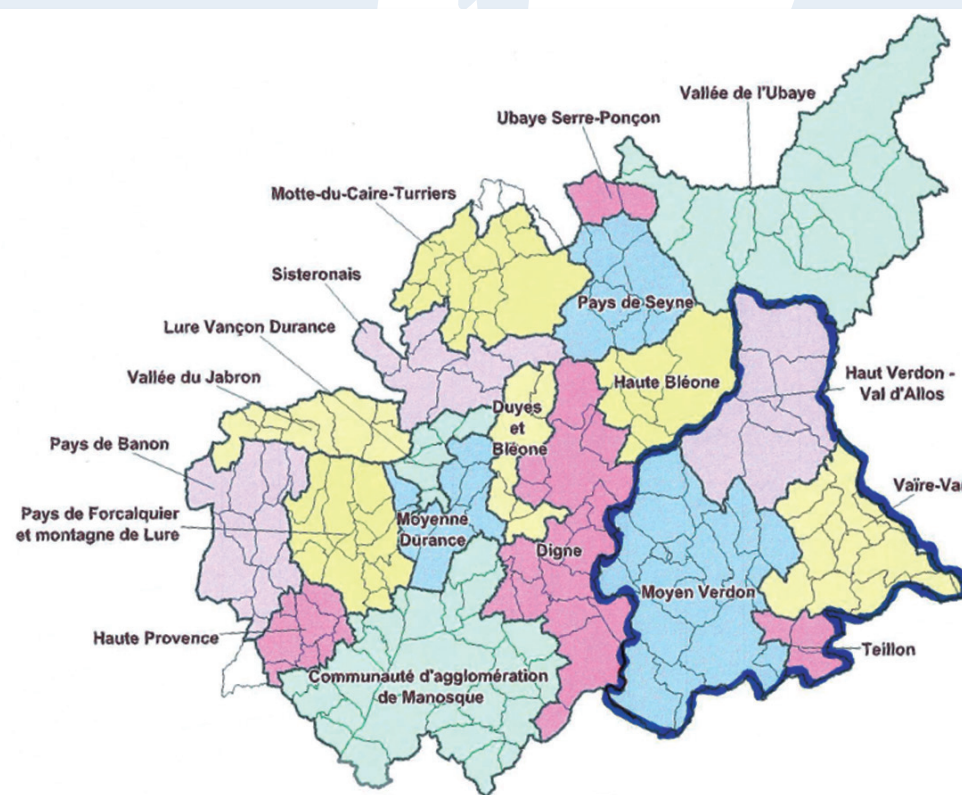 Vallée de l'Ubaye
Ubaye Serre-Ponçon
Motte-du-Caire-Turriers
Sisteronais
Pays de Seyne
Lure Vançon Durance
Haut Verdon -
Val d'Allos
Vallée du Jabron
Haute Bléone
Duyes
et
Bléone
Pays de Banon
Vaïre-Va
Pays de Forcalquier
et montagne de Lure
Moyenne
Durance
Digne
Moyen Verdon
Haute Provence
Teillon
Communauté d'agglomération
de Manosque